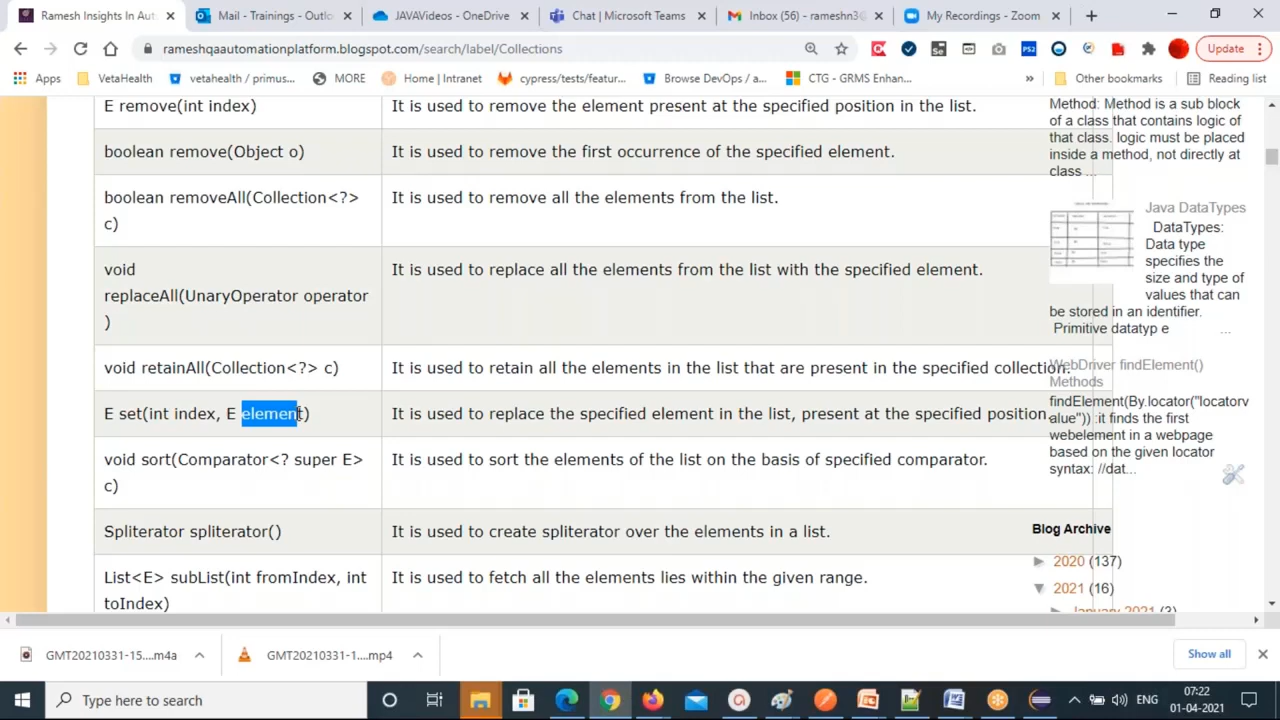 Ramesh Insights In Aut
Mail - Trainings - Outlo
JAVAVideos - OneDrive
Chat | Microsoft Teams
Inbox (56) - rameshn3@
My Recordings - Zoom
rameshqaautomationplatform.blogspot.com/search/label/Collections
Update
Apps
VetaHealth
vetahealth / primus...
MORE
Home | Intranet
cypress/tests/featur...
Browse DevOps / a...
CTG - GRMS Enhan...
»
Other bookmarks
Reading list
E remove(int index)
It is used to remove the element present at the specified position in the list.
boolean remove(Object o)
It is used to remove the first occurrence of the specified element.
boolean removeAll(Collection<?>
c)
It is used to remove all the elements from the list.
void
replaceAll(UnaryOperator operator
)
It is used to replace all the elements from the list with the specified element.
void retainAll(Collection<?> c)
It is used to retain all the elements in the list that are present in the specified collection.
E set(int index, E element)
It is used to replace the specified element in the list, present at the specified position.
void sort(Comparator<? super E>
c)
It is used to sort the elements of the list on the basis of specified comparator.
Spliterator spliterator()
It is used to create spliterator over the elements in a list.
List<E> subList(int fromIndex, int
toIndex)
It is used to fetch all the elements lies within the given range.
Method: Method is a sub block
of a class that contains logic of
that class. logic must be placed
inside a method, not directly at
class ...
Java DataTypes
DataTypes:
Data type
specifies the
size and type of
values that can
be stored in an identifier.
Primitive datatyp e ...
WebDriver findElement()
Methods
findElement(By.locator("locatorv
alue")) :it finds the first
webelement in a webpage
based on the given locator
syntax: //dat...
Blog Archive
► 2020 (137)
▼ 2021 (16)
January 2021 (3)
GMT20210331-15....m4a
GMT20210331-1....mp4
Show all
Type here to search
ENG
07:22
01-04-2021